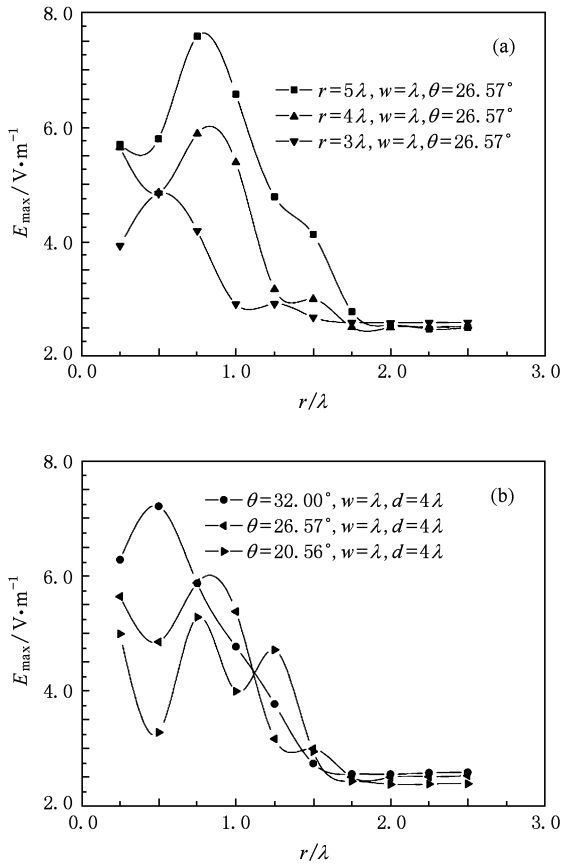 8.0
(a)
r=5λ, w=λ, θ=26.57°
r=4λ, w=λ, θ=26.57°
r=3λ, w=λ, θ=26.57°
6.0
E_max/V·m⁻¹
4.0
2.0
0.0 1.0 2.0 3.0
r/λ
8.0
(b)
θ=32.00°, w=λ, d=4λ
θ=26.57°, w=λ, d=4λ
θ=20.56°, w=λ, d=4λ
6.0
E_max/V·m⁻¹
4.0
2.0
0.0 1.0 2.0 3.0
r/λ